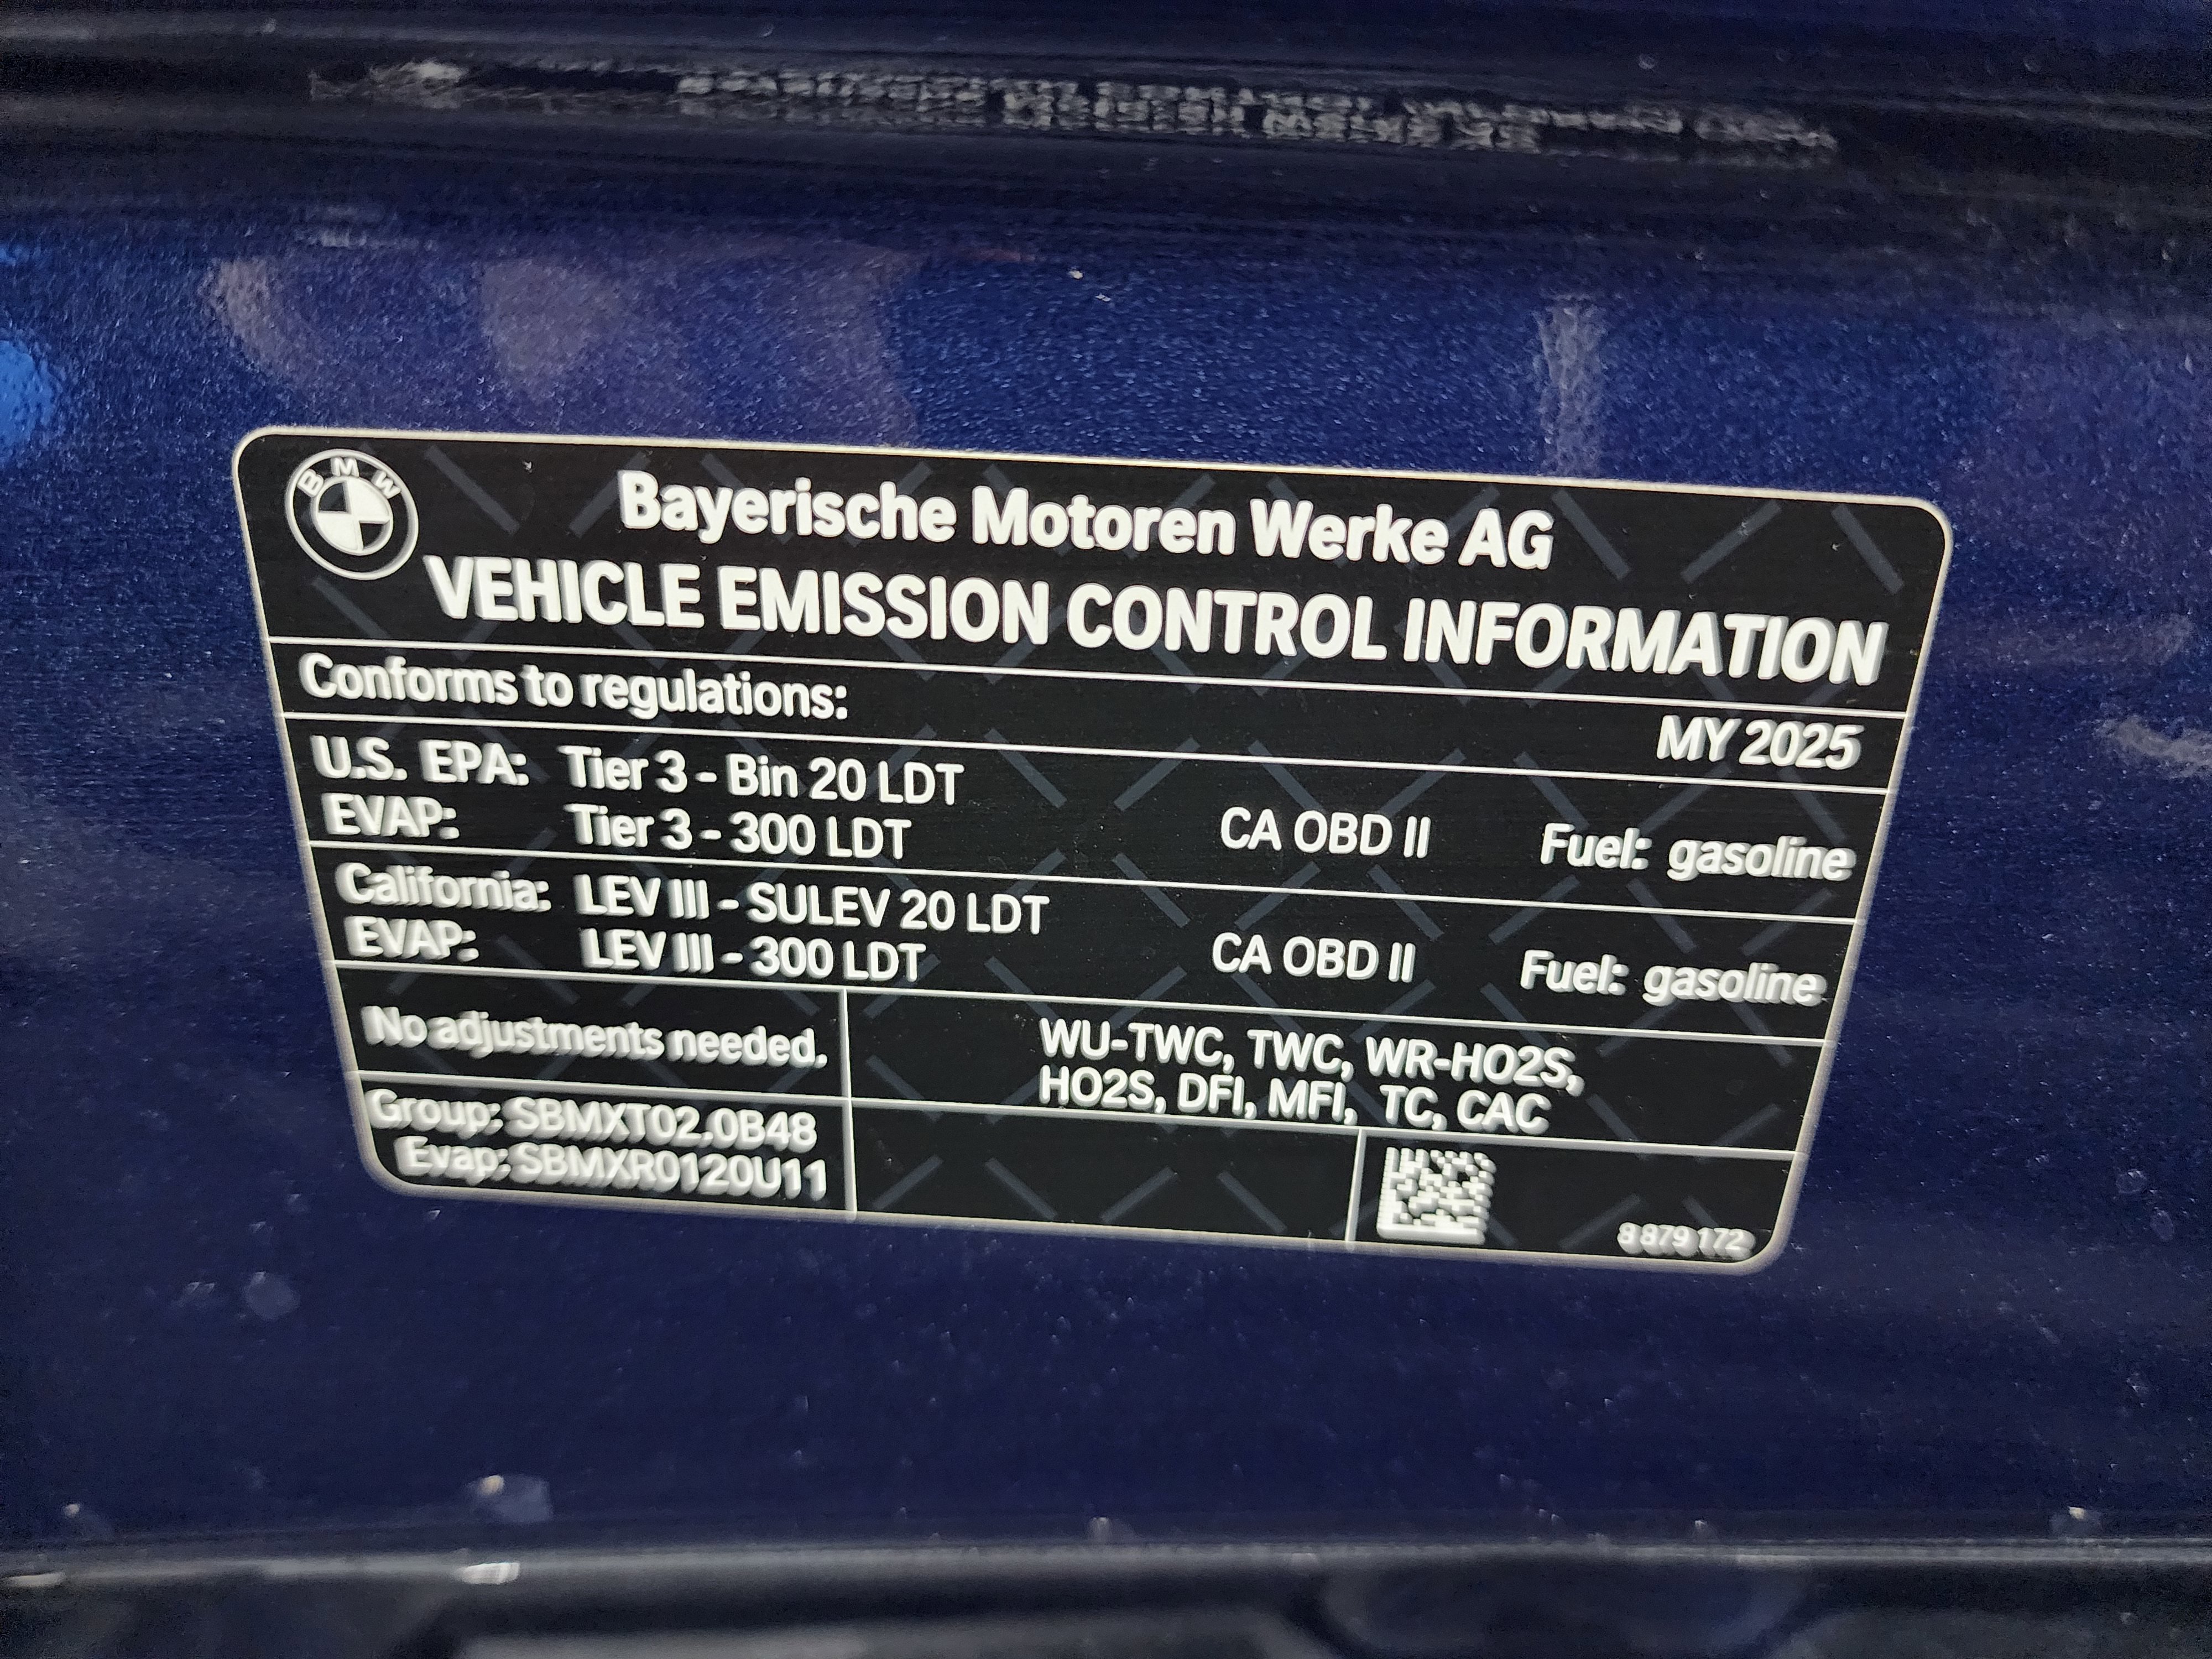 BMW
Bayerische Motoren Werke AG
VEHICLE EMISSION CONTROL INFORMATION
Conforms to regulations:
MY 2025
U.S. EPA: Tier 3 - Bin 20 LDT
EVAP: Tier 3 - 300 LDT
CA OBD II Fuel: gasoline
California: LEV III - SULEV 20 LDT
EVAP: LEV III - 300 LDT
CA OBD II Fuel: gasoline
No adjustments needed.
WU-TWC, TWC, WR-HO2S,
HO2S, DFI, MFI, TC, CAC
Group: SBMXT02.0B48
Evap: SBMXR0120U11
8 879 172